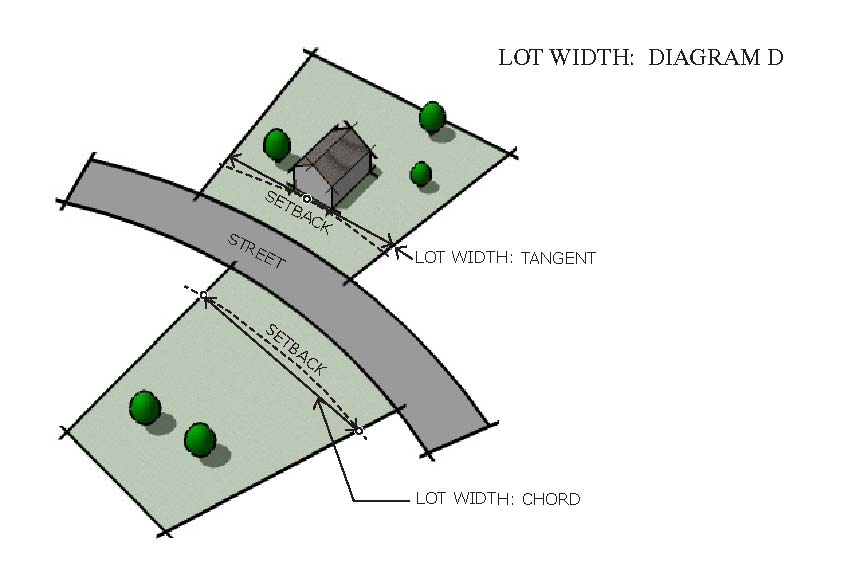 LOT WIDTH: DIAGRAM D
SETBACK
STREET
LOT WIDTH: TANGENT
SETBACK
LOT WIDTH: CHORD